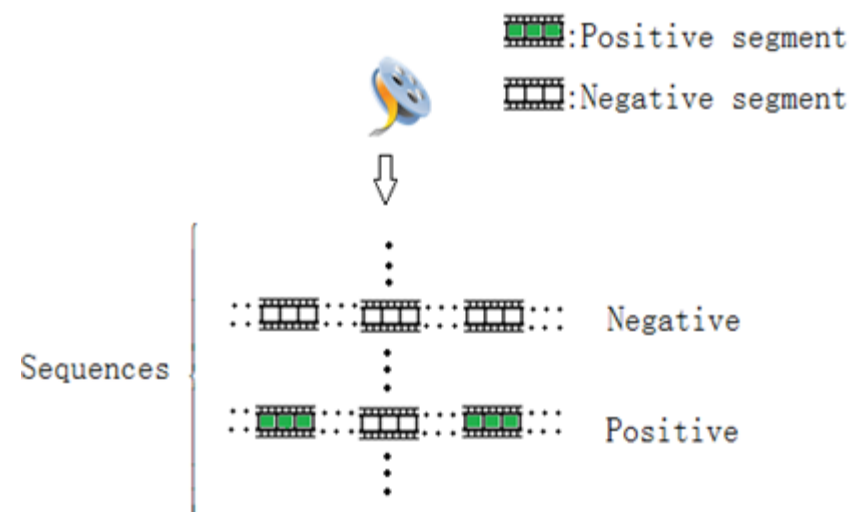 :Positive segment
:Negative segment
Negative
Sequences
Positive